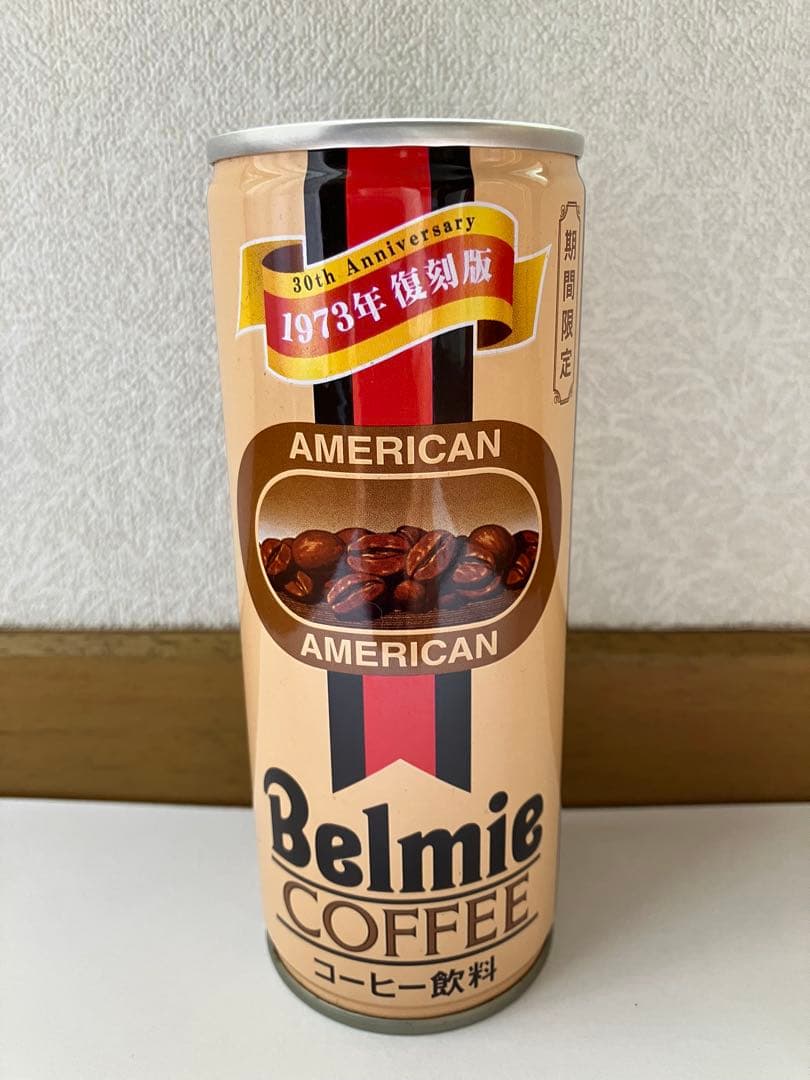 30th Anniversary
1973年 復刻版
期間限定
AMERICAN
AMERICAN
Belmie
COFFEE
コーヒー飲料